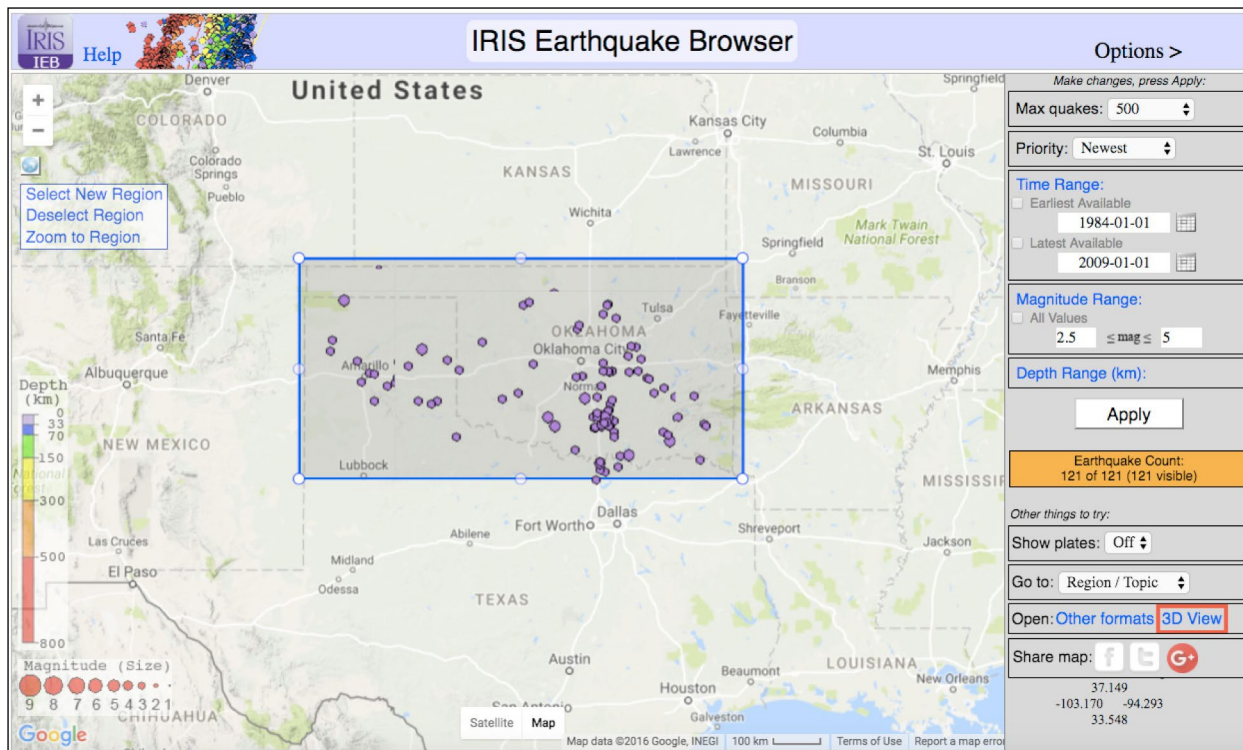 IRIS
IEB
Help
IRIS Earthquake Browser
Options >
Make changes, press Apply:
Max quakes: 500
Priority: Newest
Time Range:
Earliest Available
1984-01-01
Latest Available
2009-01-01
Magnitude Range:
All Values
2.5 ≤ mag ≤ 5
Depth Range (km):
Apply
Earthquake Count:
121 of 121 (121 visible)
Other things to try:
Show plates: Off
Go to: Region / Topic
Open: Other formats 3D View
Share map: f t G+
37.149
-103.170 -94.293
33.548
+
−
Select New Region
Deselect Region
Zoom to Region
United States
Denver
COLORADO
Colorado
Springs
Pueblo
KANSAS
Wichita
Kansas City
Lawrence
Columbia
St. Louis
Springfield
MISSOURI
Mark Twain
National Forest
Springfield
Branson
Tulsa
Fayetteville
OKLAHOMA
Oklahoma City
Norman
Amarillo
Lubbock
Santa Fe
Albuquerque
NEW MEXICO
Memphis
ARKANSAS
MISSISSIP
Dallas
Fort Worth
Abilene
Shreveport
Jackson
Las Cruces
El Paso
Midland
Odessa
TEXAS
Austin
San Antonio
Houston
Beaumont
LOUISIANA
New Orleans
Galveston
CHIHUAHUA
Depth
(km)
0
33
70
150
300
500
800
Magnitude (Size)
9 8 7 6 5 4 3 2 1
Google
Satellite Map
Map data ©2016 Google, INEGI 100 km Terms of Use Report a map error